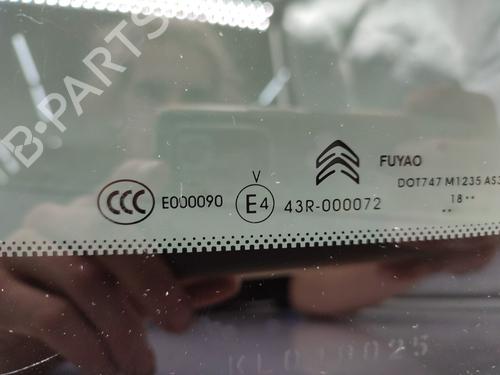 B-PARTS
FUYAO
DOT747 M1235 AS3
18**
**
CCC E000090 V E4 43R-000072